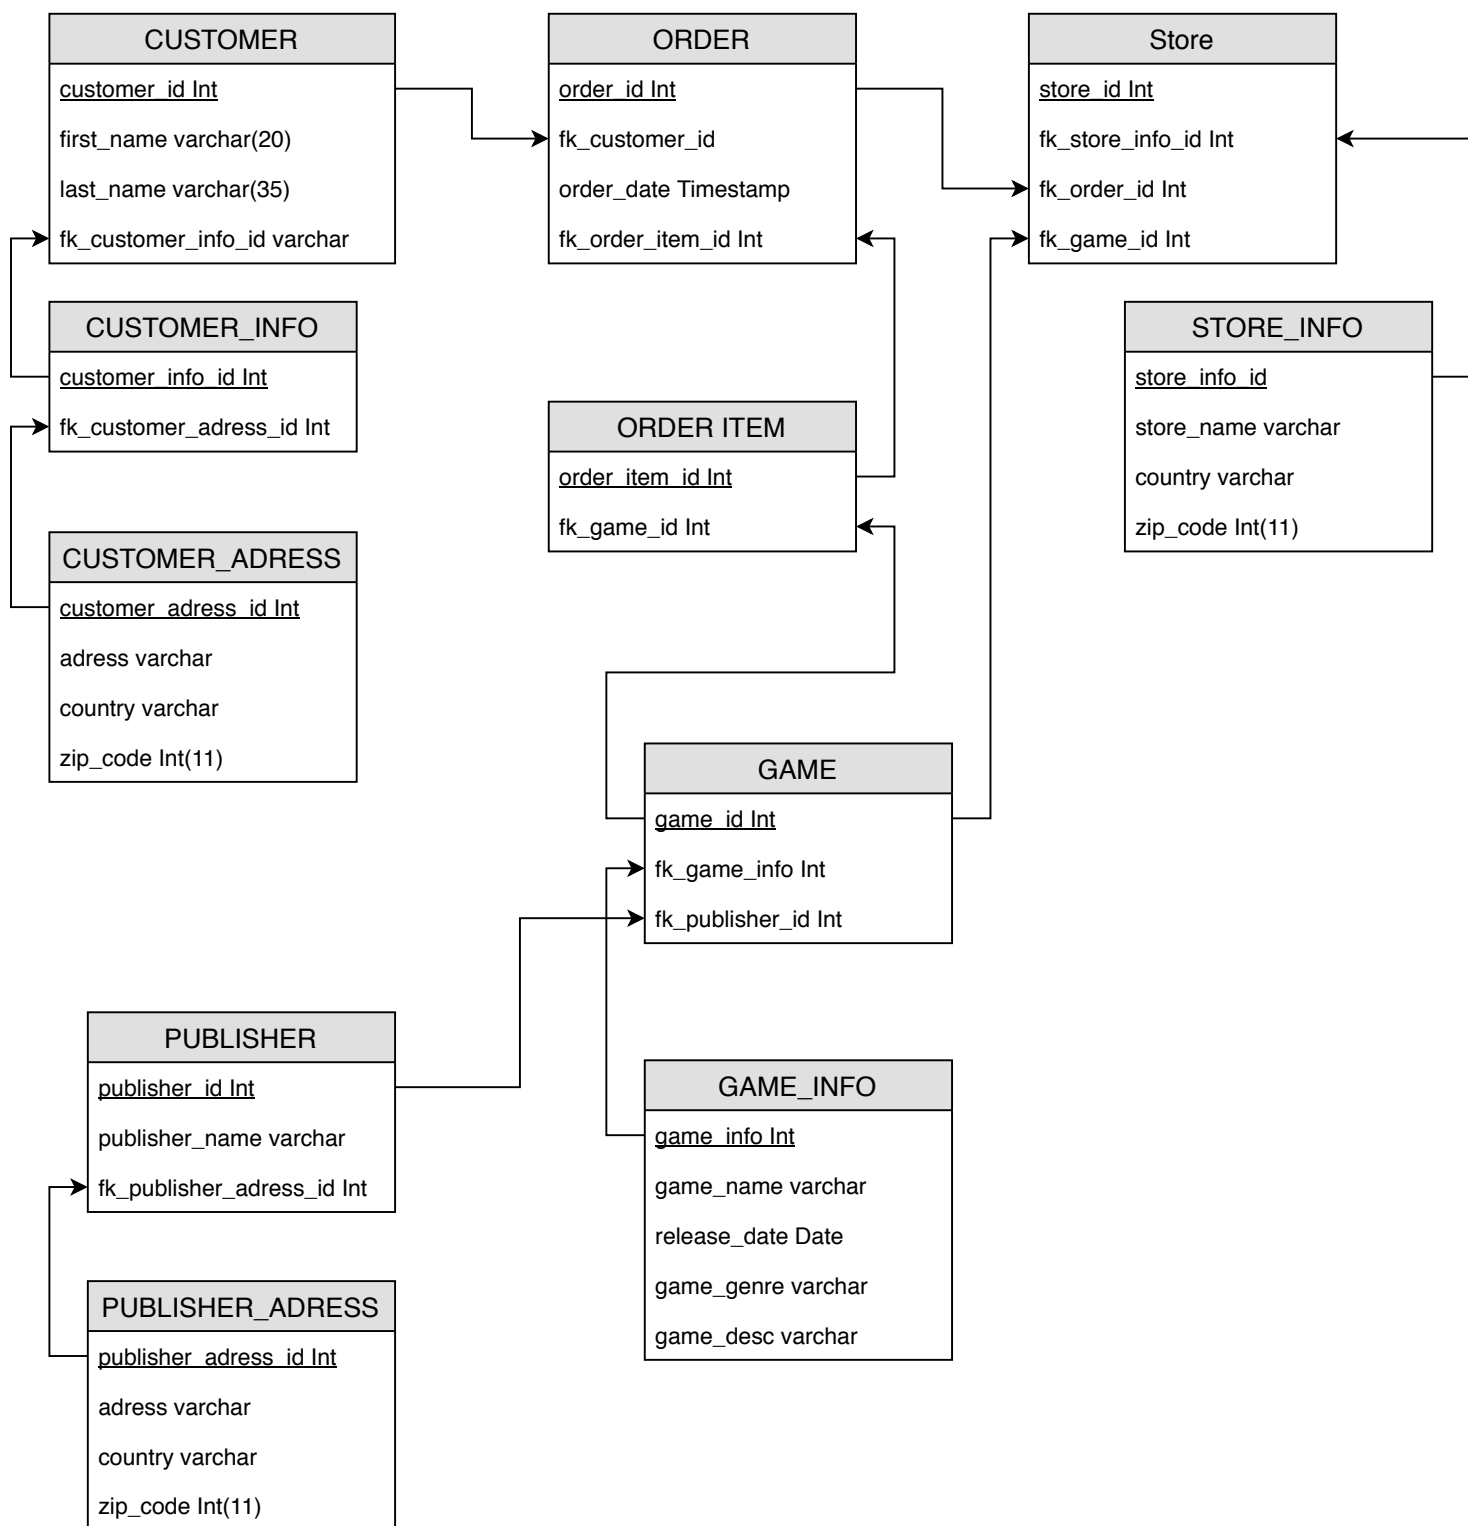 CUSTOMER
customer_id Int
first_name varchar(20)
last_name varchar(35)
fk_customer_info_id varchar
ORDER
order_id Int
fk_customer_id
order_date Timestamp
fk_order_item_id Int
Store
store_id Int
fk_store_info_id Int
fk_order_id Int
fk_game_id Int
CUSTOMER_INFO
customer_info_id Int
fk_customer_adress_id Int
STORE_INFO
store_info_id
store_name varchar
country varchar
zip_code Int(11)
ORDER ITEM
order_item_id Int
fk_game_id Int
CUSTOMER_ADRESS
customer_adress_id Int
adress varchar
country varchar
zip_code Int(11)
GAME
game_id Int
fk_game_info Int
fk_publisher_id Int
PUBLISHER
publisher_id Int
publisher_name varchar
fk_publisher_adress_id Int
GAME_INFO
game_info Int
game_name varchar
release_date Date
game_genre varchar
game_desc varchar
PUBLISHER_ADRESS
publisher_adress_id Int
adress varchar
country varchar
zip_code Int(11)